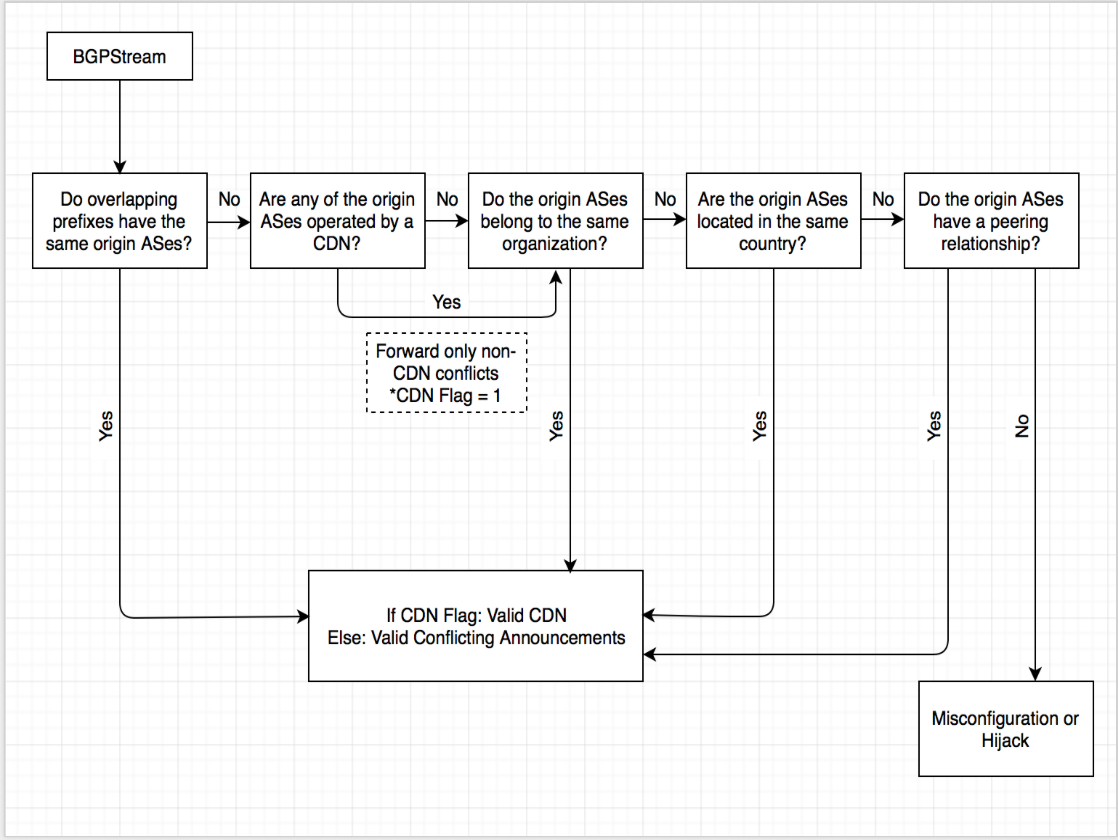 BGPStream
Do overlapping
prefixes have the
same origin ASes?
No
Are any of the origin
ASes operated by a
CDN?
No
Do the origin ASes
belong to the same
organization?
No
Are the origin ASes
located in the same
country?
No
Do the origin ASes
have a peering
relationship?
Yes
Forward only non-
CDN conflicts
*CDN Flag = 1
Yes
Yes
Yes
Yes
No
If CDN Flag: Valid CDN
Else: Valid Conflicting Announcements
Misconfiguration or
Hijack